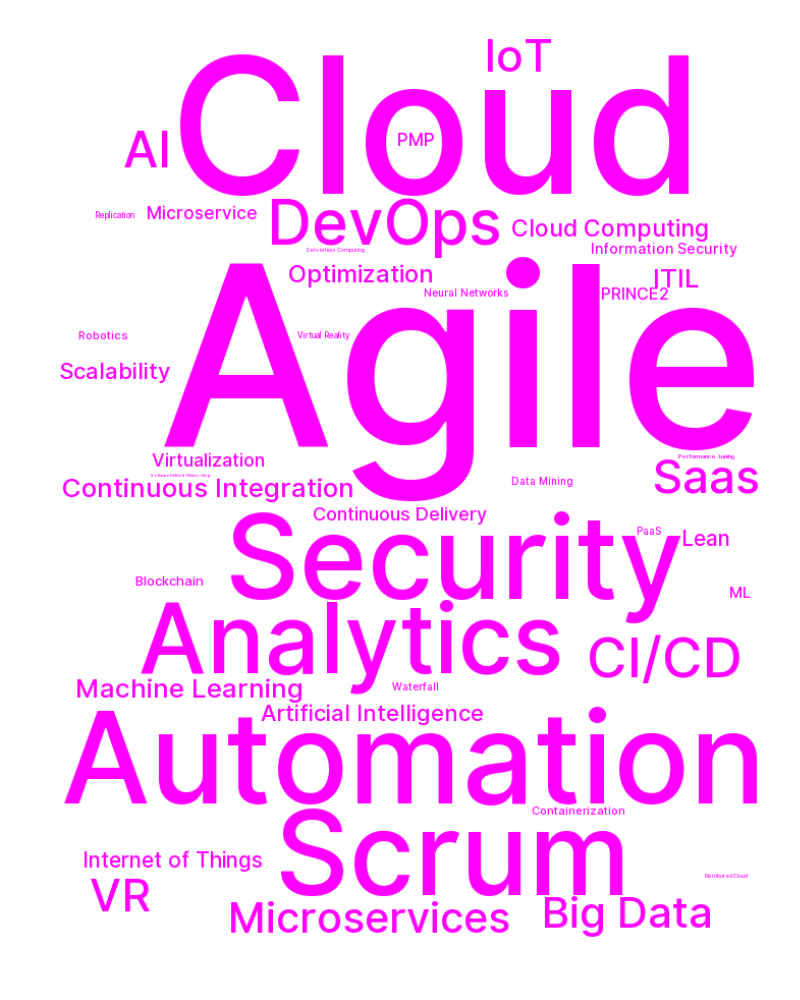 IoT
Cloud
AI
PMP
Replication
Microservice
DevOps
Cloud Computing
Serverless Computing
Information Security
Optimization
ITIL
Neural Networks
PRINCE2
Agile
Robotics
Virtual Reality
Scalability
Virtualization
Performance tuning
Saas
Continuous Integration
Data Mining
Continuous Delivery
Security
PaaS
Lean
Blockchain
ML
Analytics
CI/CD
Machine Learning
Waterfall
Artificial Intelligence
Automation
Containerization
Scrum
Internet of Things
Distributed Cloud
VR
Microservices
Big Data